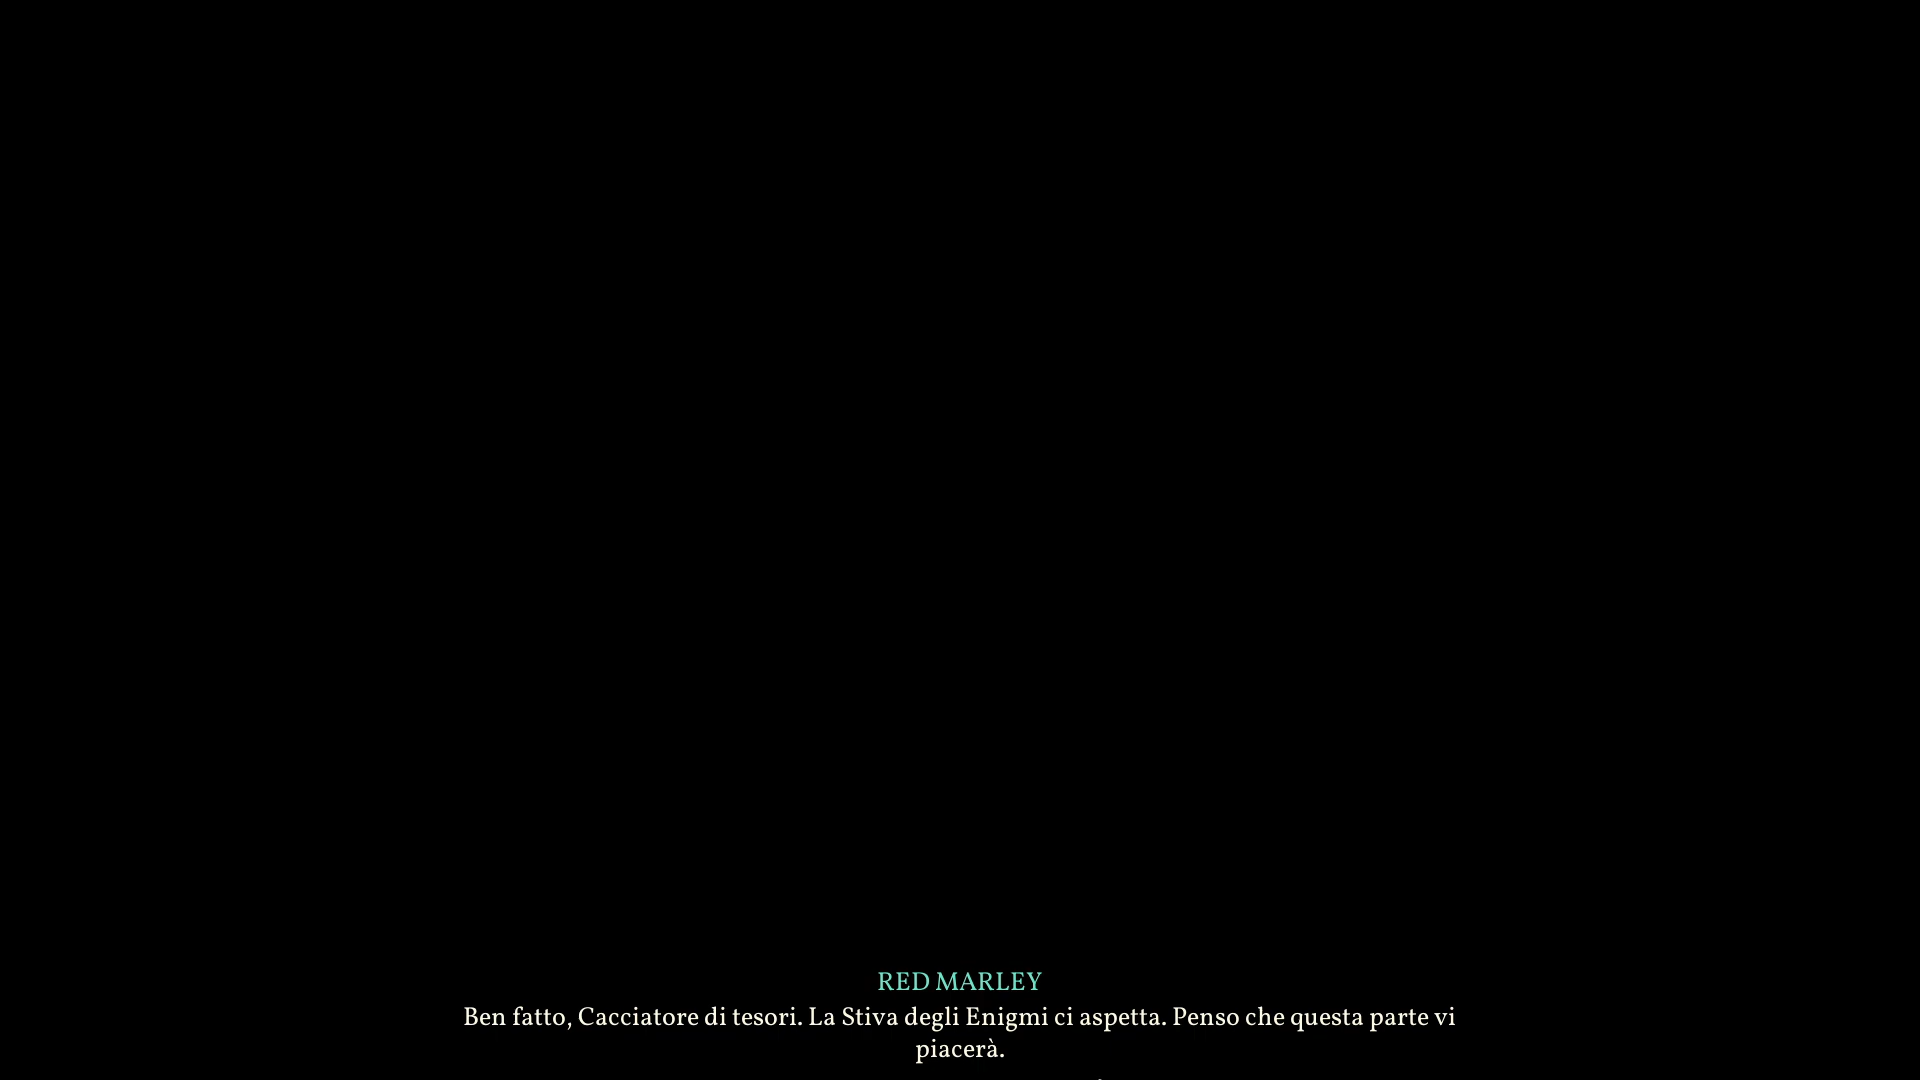 RED MARLEY
Ben fatto, Cacciatore di tesori. La Stiva degli Enigmi ci aspetta. Penso che questa parte vi
piacerà.